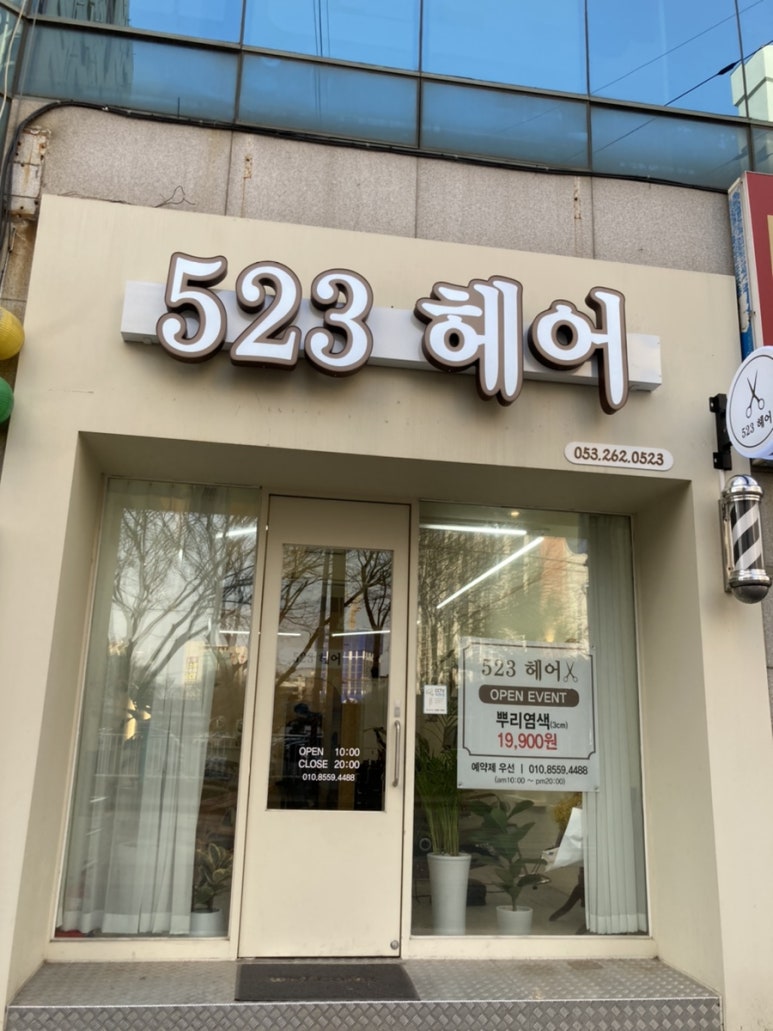 523 헤어
053.262.0523
523 헤어
523 헤어
OPEN EVENT
뿌리염색(3cm)
19,900원
예약제 우선 | 010.8559.4488
(am10:00 ~ pm20:00)
OPEN 10:00
CLOSE 20:00
010.8559.4488